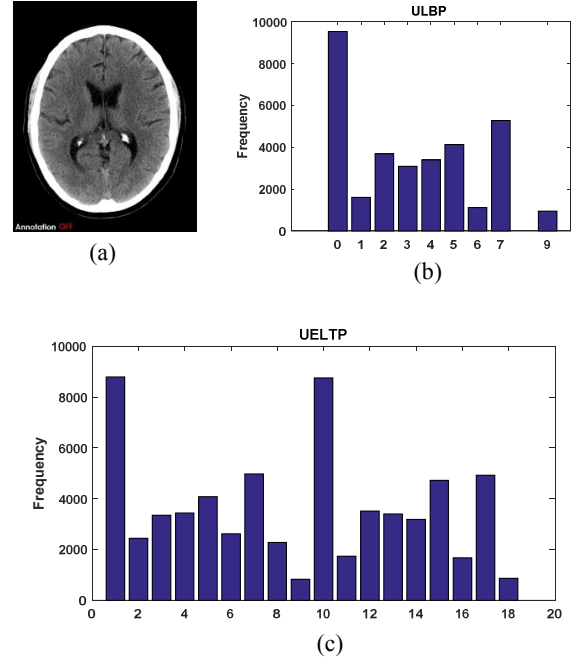 Annotation OFF
(a)
ULBP
Frequency
10000
8000
6000
4000
2000
0
0 1 2 3 4 5 6 7 9
(b)
UELTP
Frequency
10000
8000
6000
4000
2000
0
0 2 4 6 8 10 12 14 16 18 20
(c)